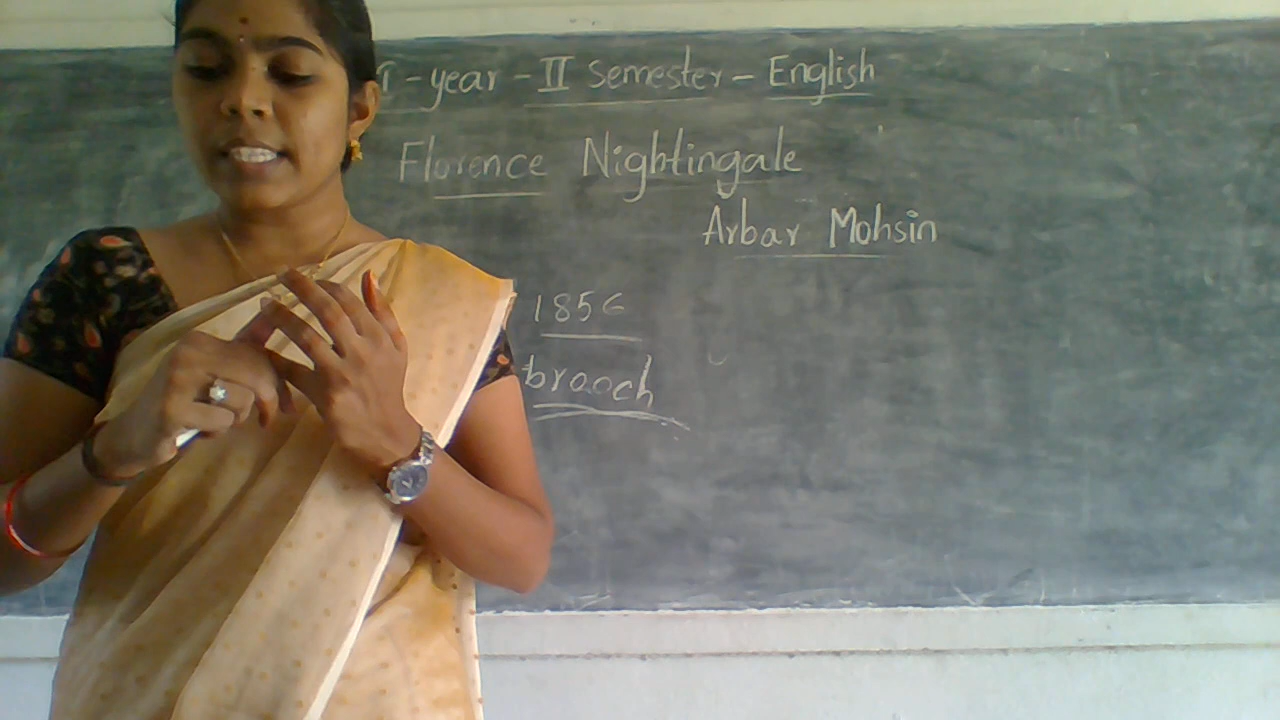 I - year - II Semester - English
Florence Nightingale
Arbar Mohsin
1856
brooch